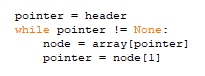 pointer = header
while pointer != None:
    node = array[pointer]
    pointer = node[1]